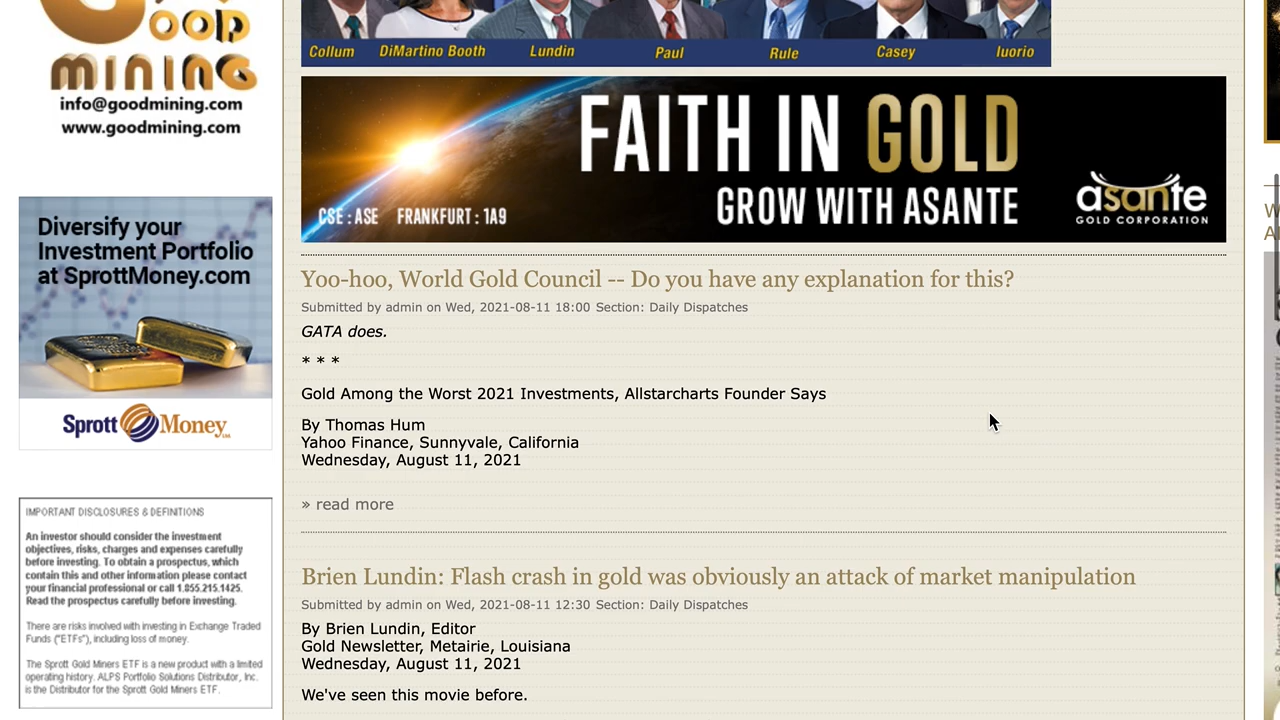 GOOD
mining
info@goodmining.com
www.goodmining.com
Diversify your
Investment Portfolio
at SprottMoney.com
Sprott Money LTD.
IMPORTANT DISCLOSURES & DEFINITIONS
An investor should consider the investment
objectives, risks, charges and expenses carefully
before investing. To obtain a prospectus, which
contain this and other information please contact
your financial professional or call 1.855.215.1425.
Read the prospectus carefully before investing.
There are risks involved with investing in Exchange Traded
Funds ("ETFs"), including loss of money.
The Sprott Gold Miners ETF is a new product with a limited
operating history. ALPS Portfolio Solutions Distributor, Inc.
is the Distributor for the Sprott Gold Miners ETF.
Collum DiMartino Booth Lundin Paul Rule Casey Iuorio
FAITH IN GOLD
GROW WITH ASANTE
CSE : ASE FRANKFURT : 1A9
asante
GOLD CORPORATION
Yoo-hoo, World Gold Council -- Do you have any explanation for this?
Submitted by admin on Wed, 2021-08-11 18:00 Section: Daily Dispatches
GATA does.
* * *
Gold Among the Worst 2021 Investments, Allstarcharts Founder Says
By Thomas Hum
Yahoo Finance, Sunnyvale, California
Wednesday, August 11, 2021
» read more
Brien Lundin: Flash crash in gold was obviously an attack of market manipulation
Submitted by admin on Wed, 2021-08-11 12:30 Section: Daily Dispatches
By Brien Lundin, Editor
Gold Newsletter, Metairie, Louisiana
Wednesday, August 11, 2021
We've seen this movie before.